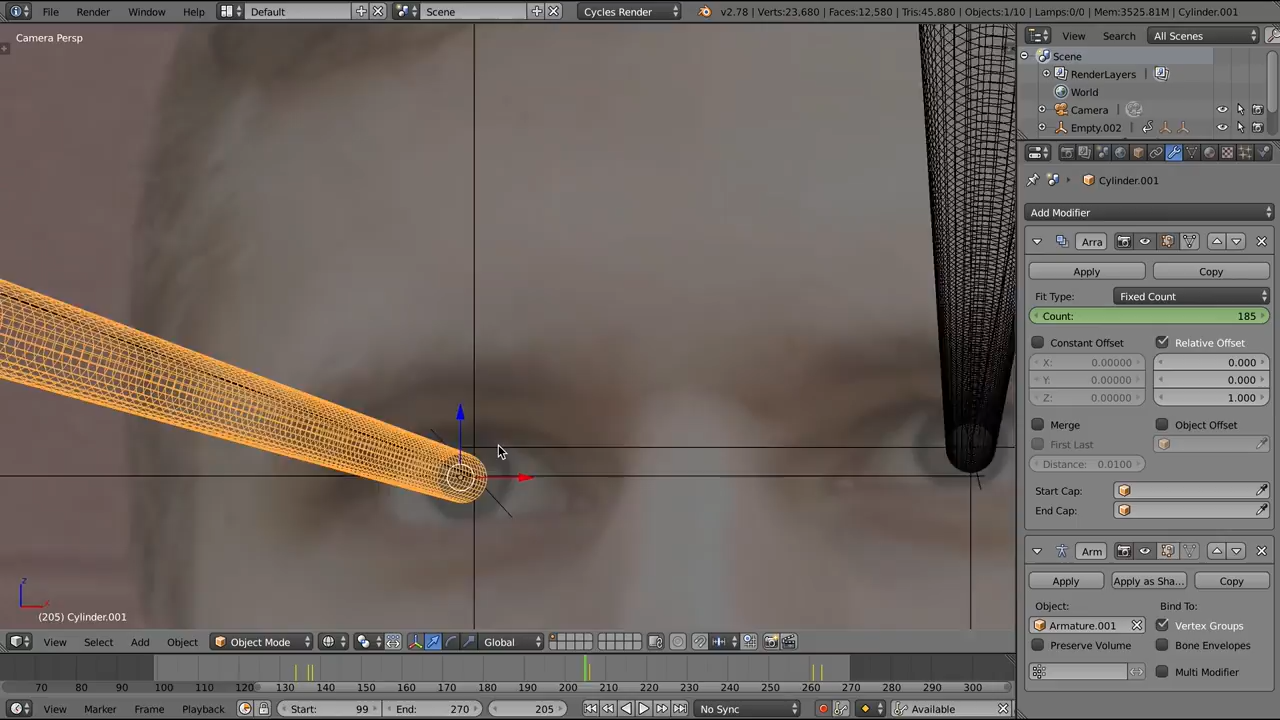 File Render Window Help Default Scene Cycles Render v2.78 | Verts:23,680 | Faces:12,580 | Tris:45,880 | Objects:1/10 | Lamps:0/0 | Mem:3525.81M | Cylinder.001
Camera Persp
View Search All Scenes
Scene
RenderLayers
World
Camera
Empty.002
Cylinder.001
Add Modifier
Arra
Apply Copy
Fit Type: Fixed Count
Count: 185
Constant Offset Relative Offset
X: 0.00000 0.000
Y: 0.00000 0.000
Z: 0.00000 1.000
Merge Object Offset
First Last
Distance: 0.0100
Start Cap:
End Cap:
Arm
Apply Apply as Sha... Copy
Object: Bind To:
Armature.001 Vertex Groups
Preserve Volume Bone Envelopes
Multi Modifier
z
x
(205) Cylinder.001
View Select Add Object Object Mode Global
70 80 90 100 110 120 130 140 150 160 170 180 190 200 210 220 230 240 250 260 270 280 290 300
View Marker Frame Playback Start: 99 End: 270 205 No Sync Available